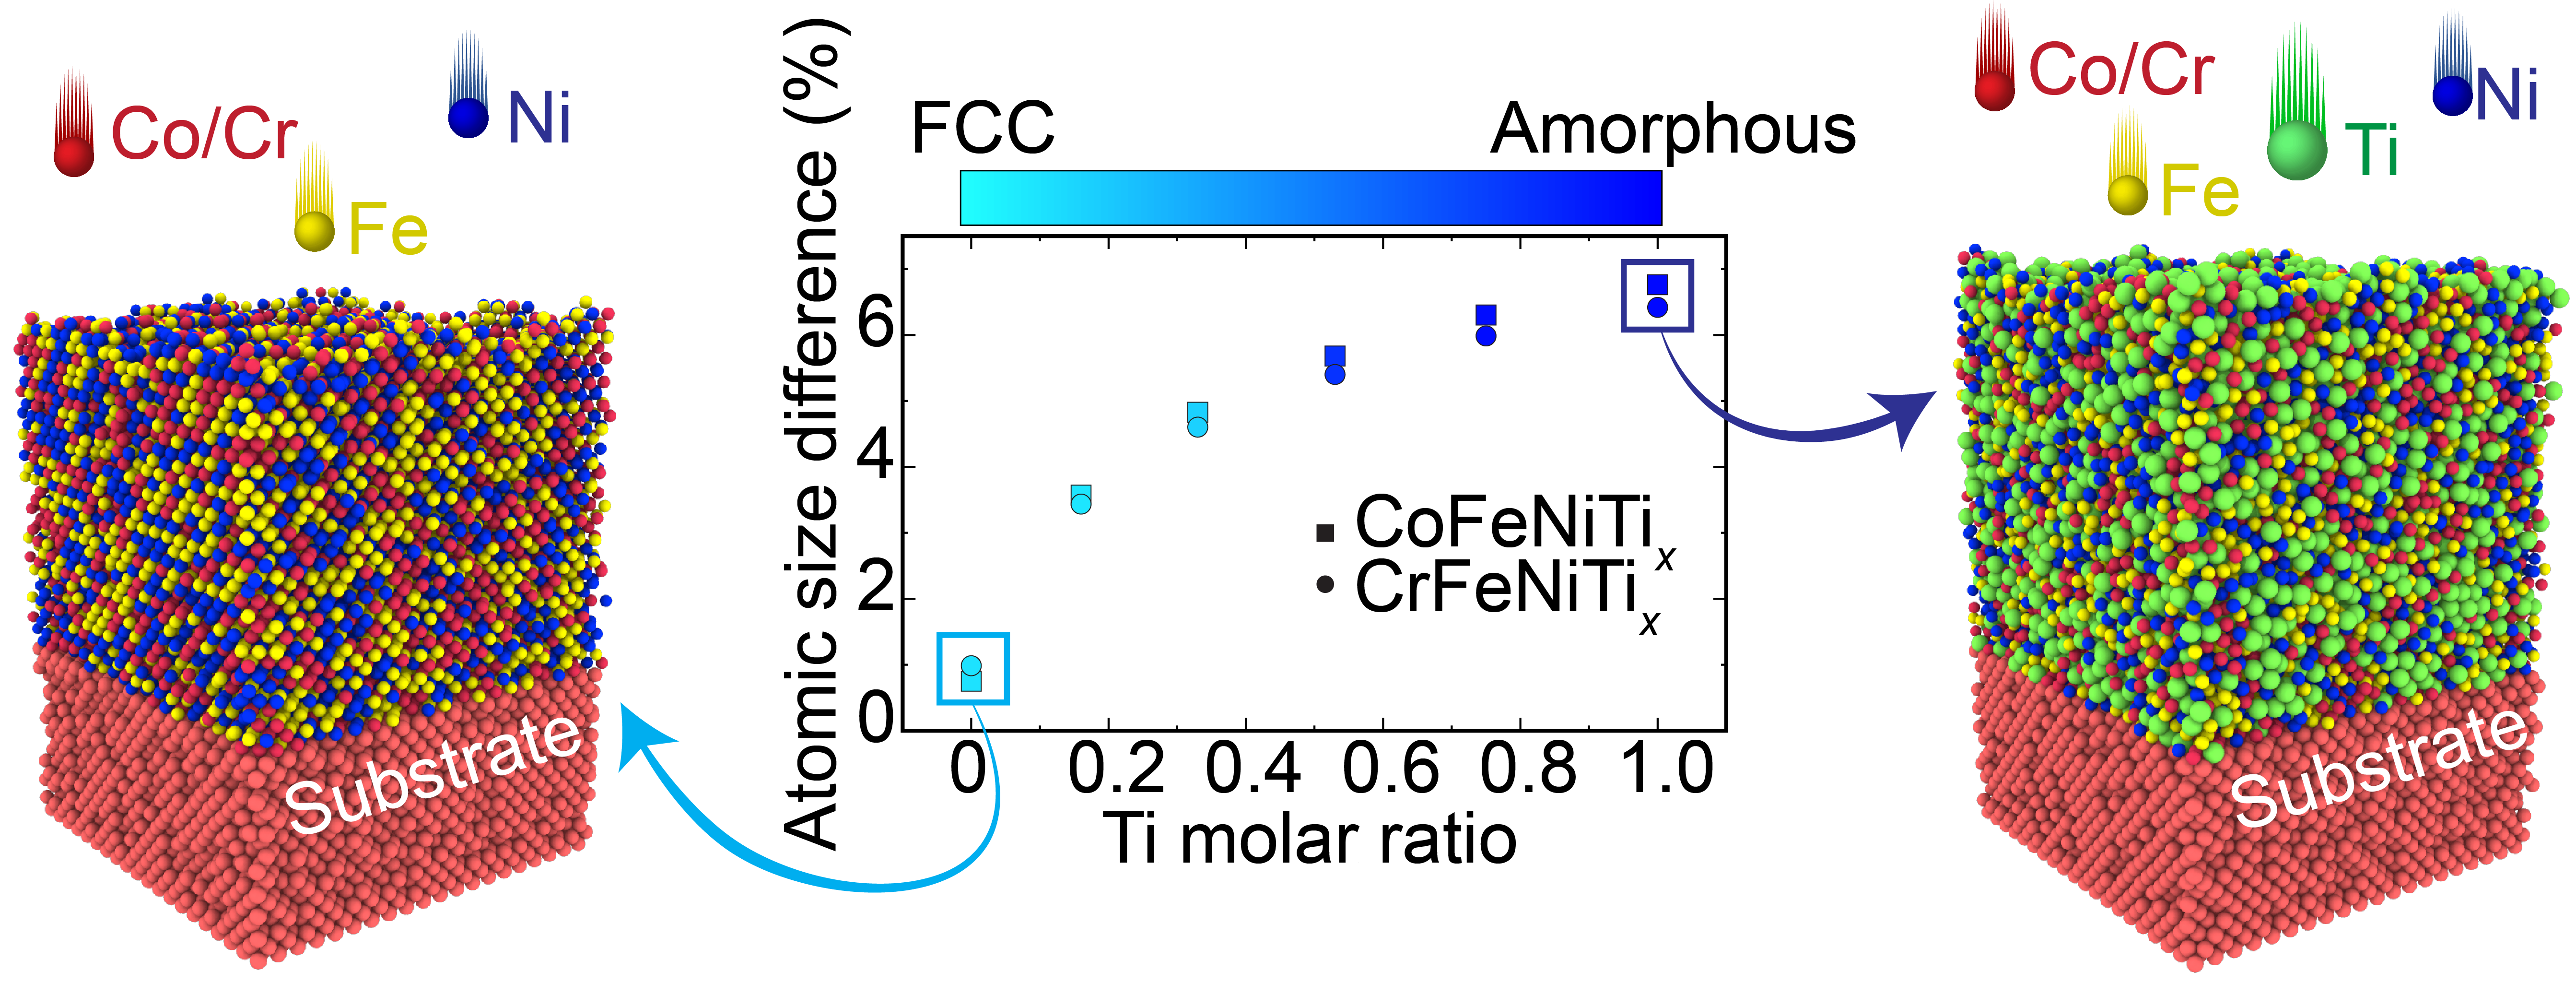 Co/Cr
Ni
Fe
Substrate
Atomic size difference (%)
FCC
Amorphous
6
4
2
0
0 0.2 0.4 0.6 0.8 1.0
Ti molar ratio
CoFeNiTix
CrFeNiTix
Co/Cr
Ni
Ti
Fe
Substrate